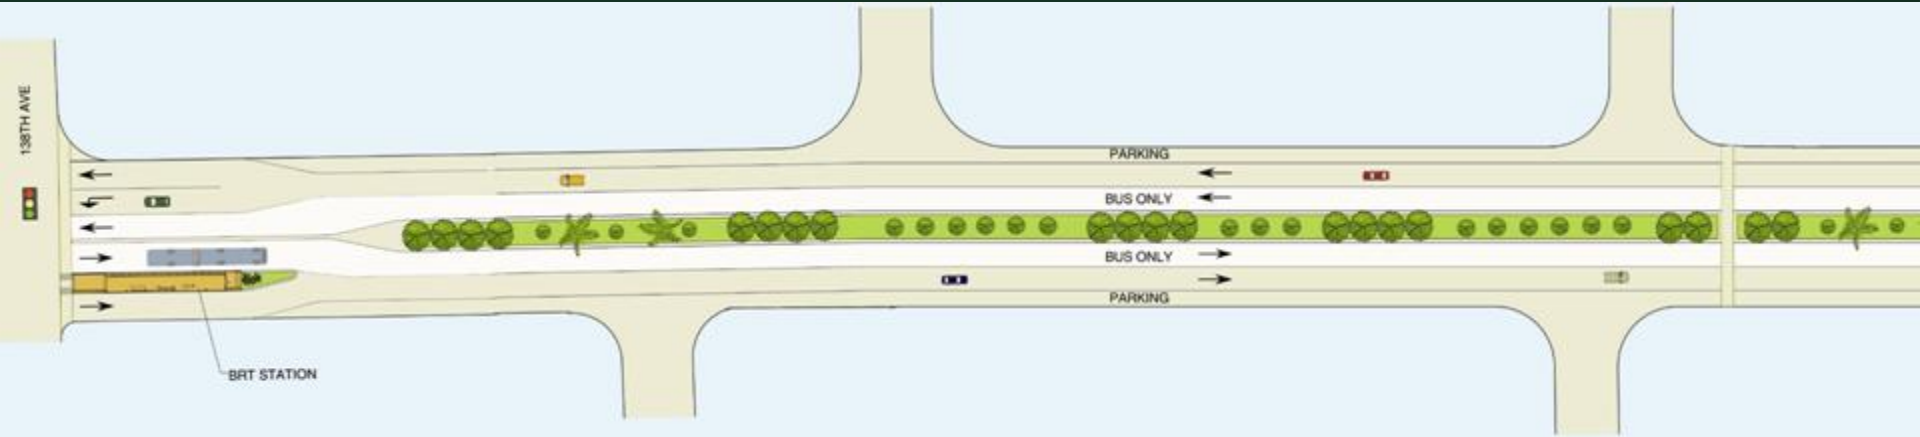 138TH AVE
PARKING
BUS ONLY
BUS ONLY
PARKING
BRT STATION